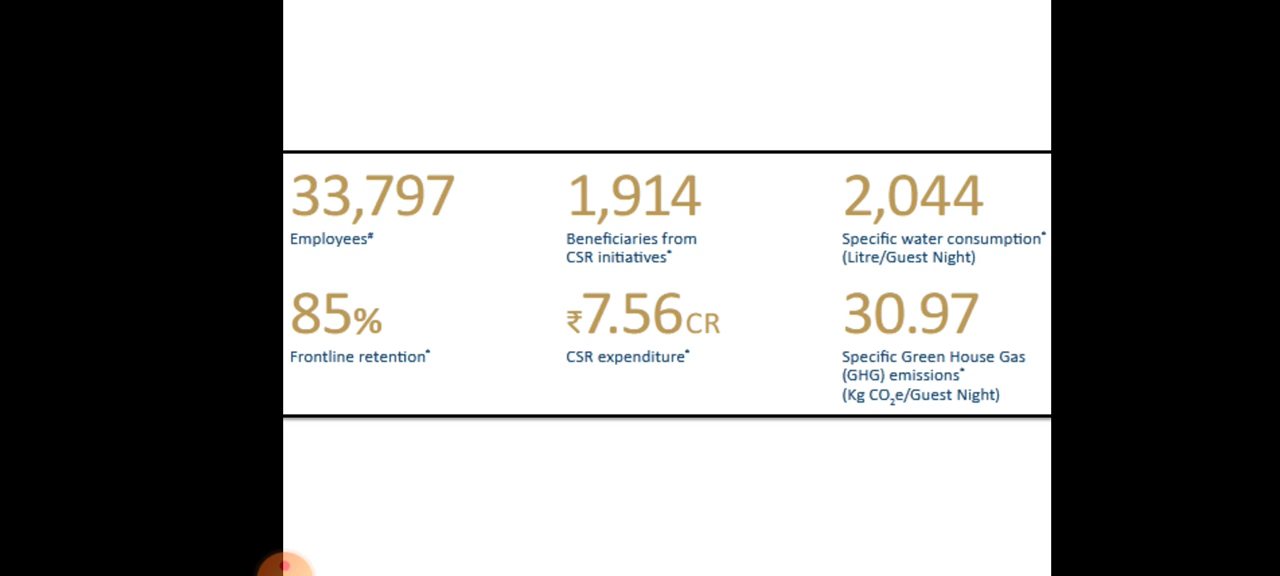 33,797
Employees#
1,914
Beneficiaries from
CSR initiatives*
2,044
Specific water consumption*
(Litre/Guest Night)
85%
Frontline retention*
₹7.56CR
CSR expenditure*
30.97
Specific Green House Gas
(GHG) emissions*
(Kg CO₂e/Guest Night)